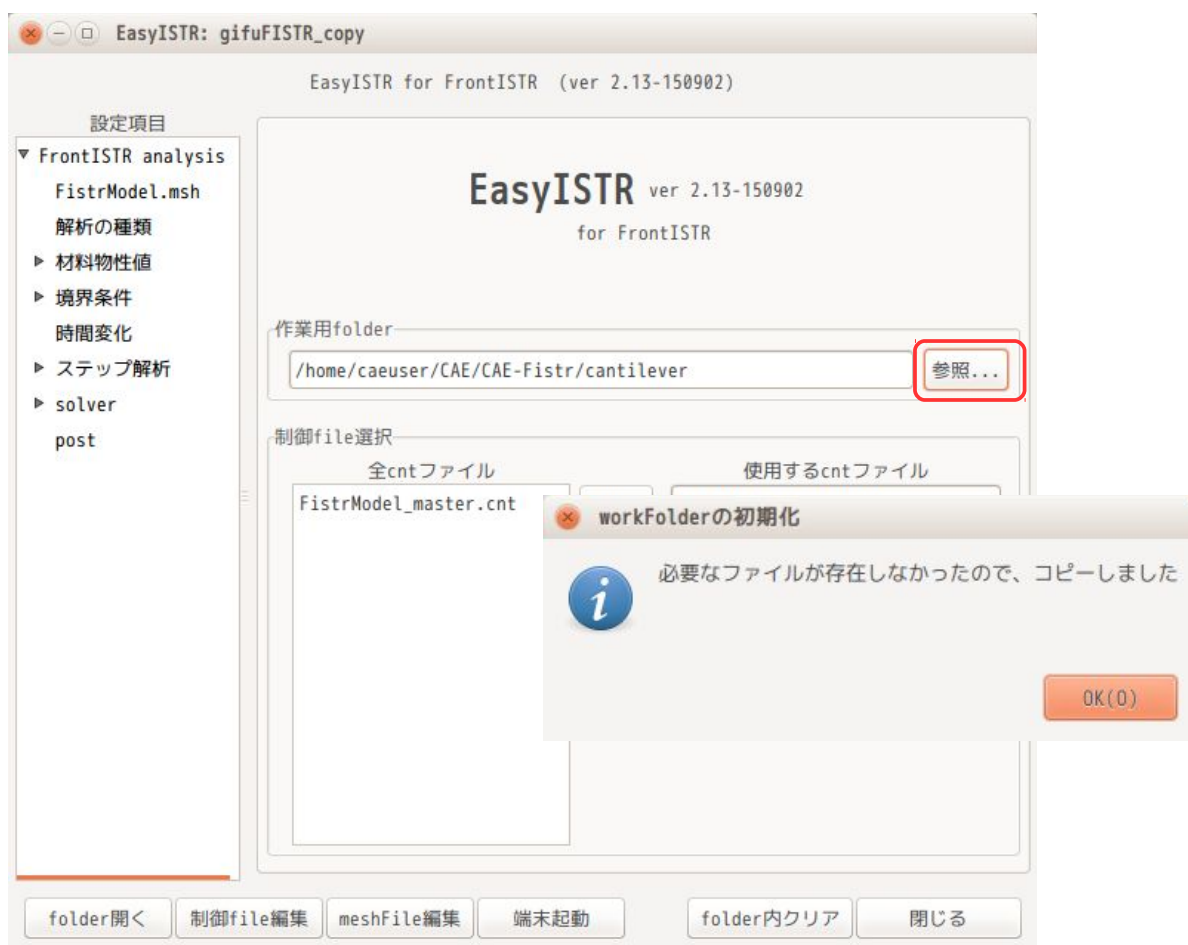 EasyISTR: gifuFISTR_copy
EasyISTR for FrontISTR (ver 2.13-150902)
設定項目
FrontISTR analysis
FistrModel.msh
解析の種類
材料物性値
境界条件
時間変化
ステップ解析
solver
post
EasyISTR ver 2.13-150902
for FrontISTR
作業用folder
/home/caeuser/CAE/CAE-Fistr/cantilever
参照...
制御file選択
全cntファイル
使用するcntファイル
FistrModel_master.cnt
workFolderの初期化
必要なファイルが存在しなかったので、コピーしました
OK(O)
folder開く
制御file編集
meshFile編集
端末起動
folder内クリア
閉じる